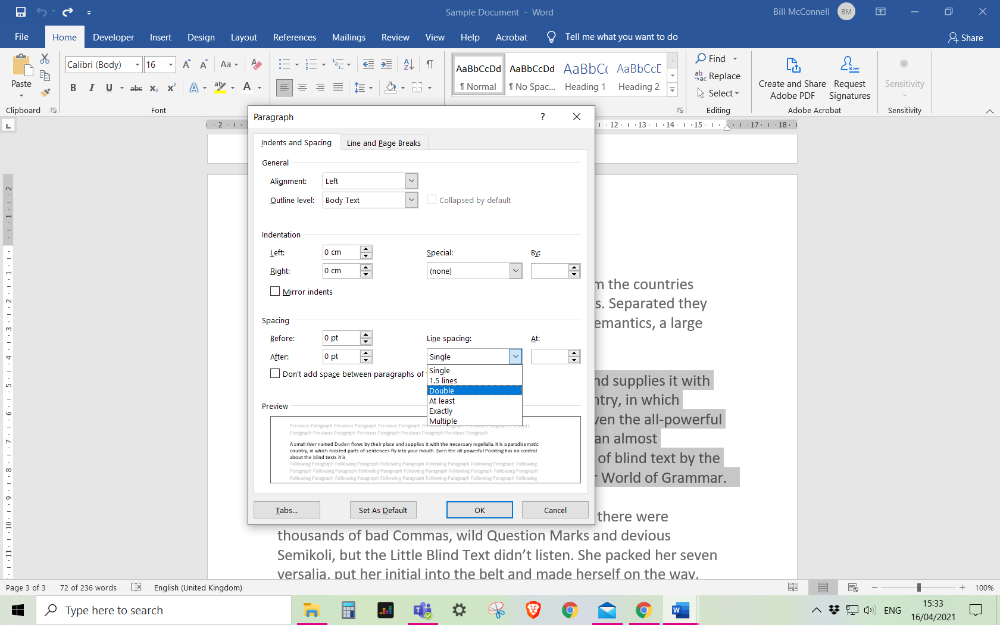 Sample Document - Word
Bill McConnell BM
File Home Developer Insert Design Layout References Mailings Review View Help Acrobat Tell me what you want to do Share
Paste
Clipboard
Calibri (Body) 16 Aa
B I U abc x₂ x² A aby A
Font
AaBbCcDd AaBbCcDd AaBbCc AaBbCcD
¶ Normal ¶ No Spac... Heading 1 Heading 2
Find
Replace
Select
Editing
Create and Share Adobe PDF
Request Signatures
Adobe Acrobat
Sensitivity
Sensitivity
Paragraph ?
Indents and Spacing Line and Page Breaks
General
Alignment: Left
Outline level: Body Text Collapsed by default
Indentation
Left: 0 cm Special: By:
Right: 0 cm (none)
Mirror indents
Spacing
Before: 0 pt Line spacing: At:
After: 0 pt Single
Don't add space between paragraphs of
Single
1.5 lines
Double
At least
Exactly
Multiple
Preview
Previous Paragraph Previous Paragraph Previous Paragraph
Paragraph Previous Paragraph Previous Paragraph Previous Paragraph Previous Paragraph
A small river named Duden flows by their place and supplies it with the necessary regelialia. It is a paradisematic
country, in which roasted parts of sentences fly into your mouth. Even the all-powerful Pointing has no control
about the blind texts it is
Following Paragraph Following Paragraph Following Paragraph Following Paragraph Following Paragraph Following
Paragraph Following Paragraph Following Paragraph Following Paragraph Following Paragraph Following
Following Paragraph Following Paragraph Following Paragraph Following Paragraph Following Paragraph Following
Tabs... Set As Default OK Cancel
m the countries
s. Separated they
emantics, a large
nd supplies it with
ntry, in which
ven the all-powerful
an almost
of blind text by the
r World of Grammar.
there were
thousands of bad Commas, wild Question Marks and devious
Semikoli, but the Little Blind Text didn’t listen. She packed her seven
versalia, put her initial into the belt and made herself on the way.
Page 3 of 3 72 of 236 words English (United Kingdom) 100%
Type here to search
ENG 15:33
16/04/2021